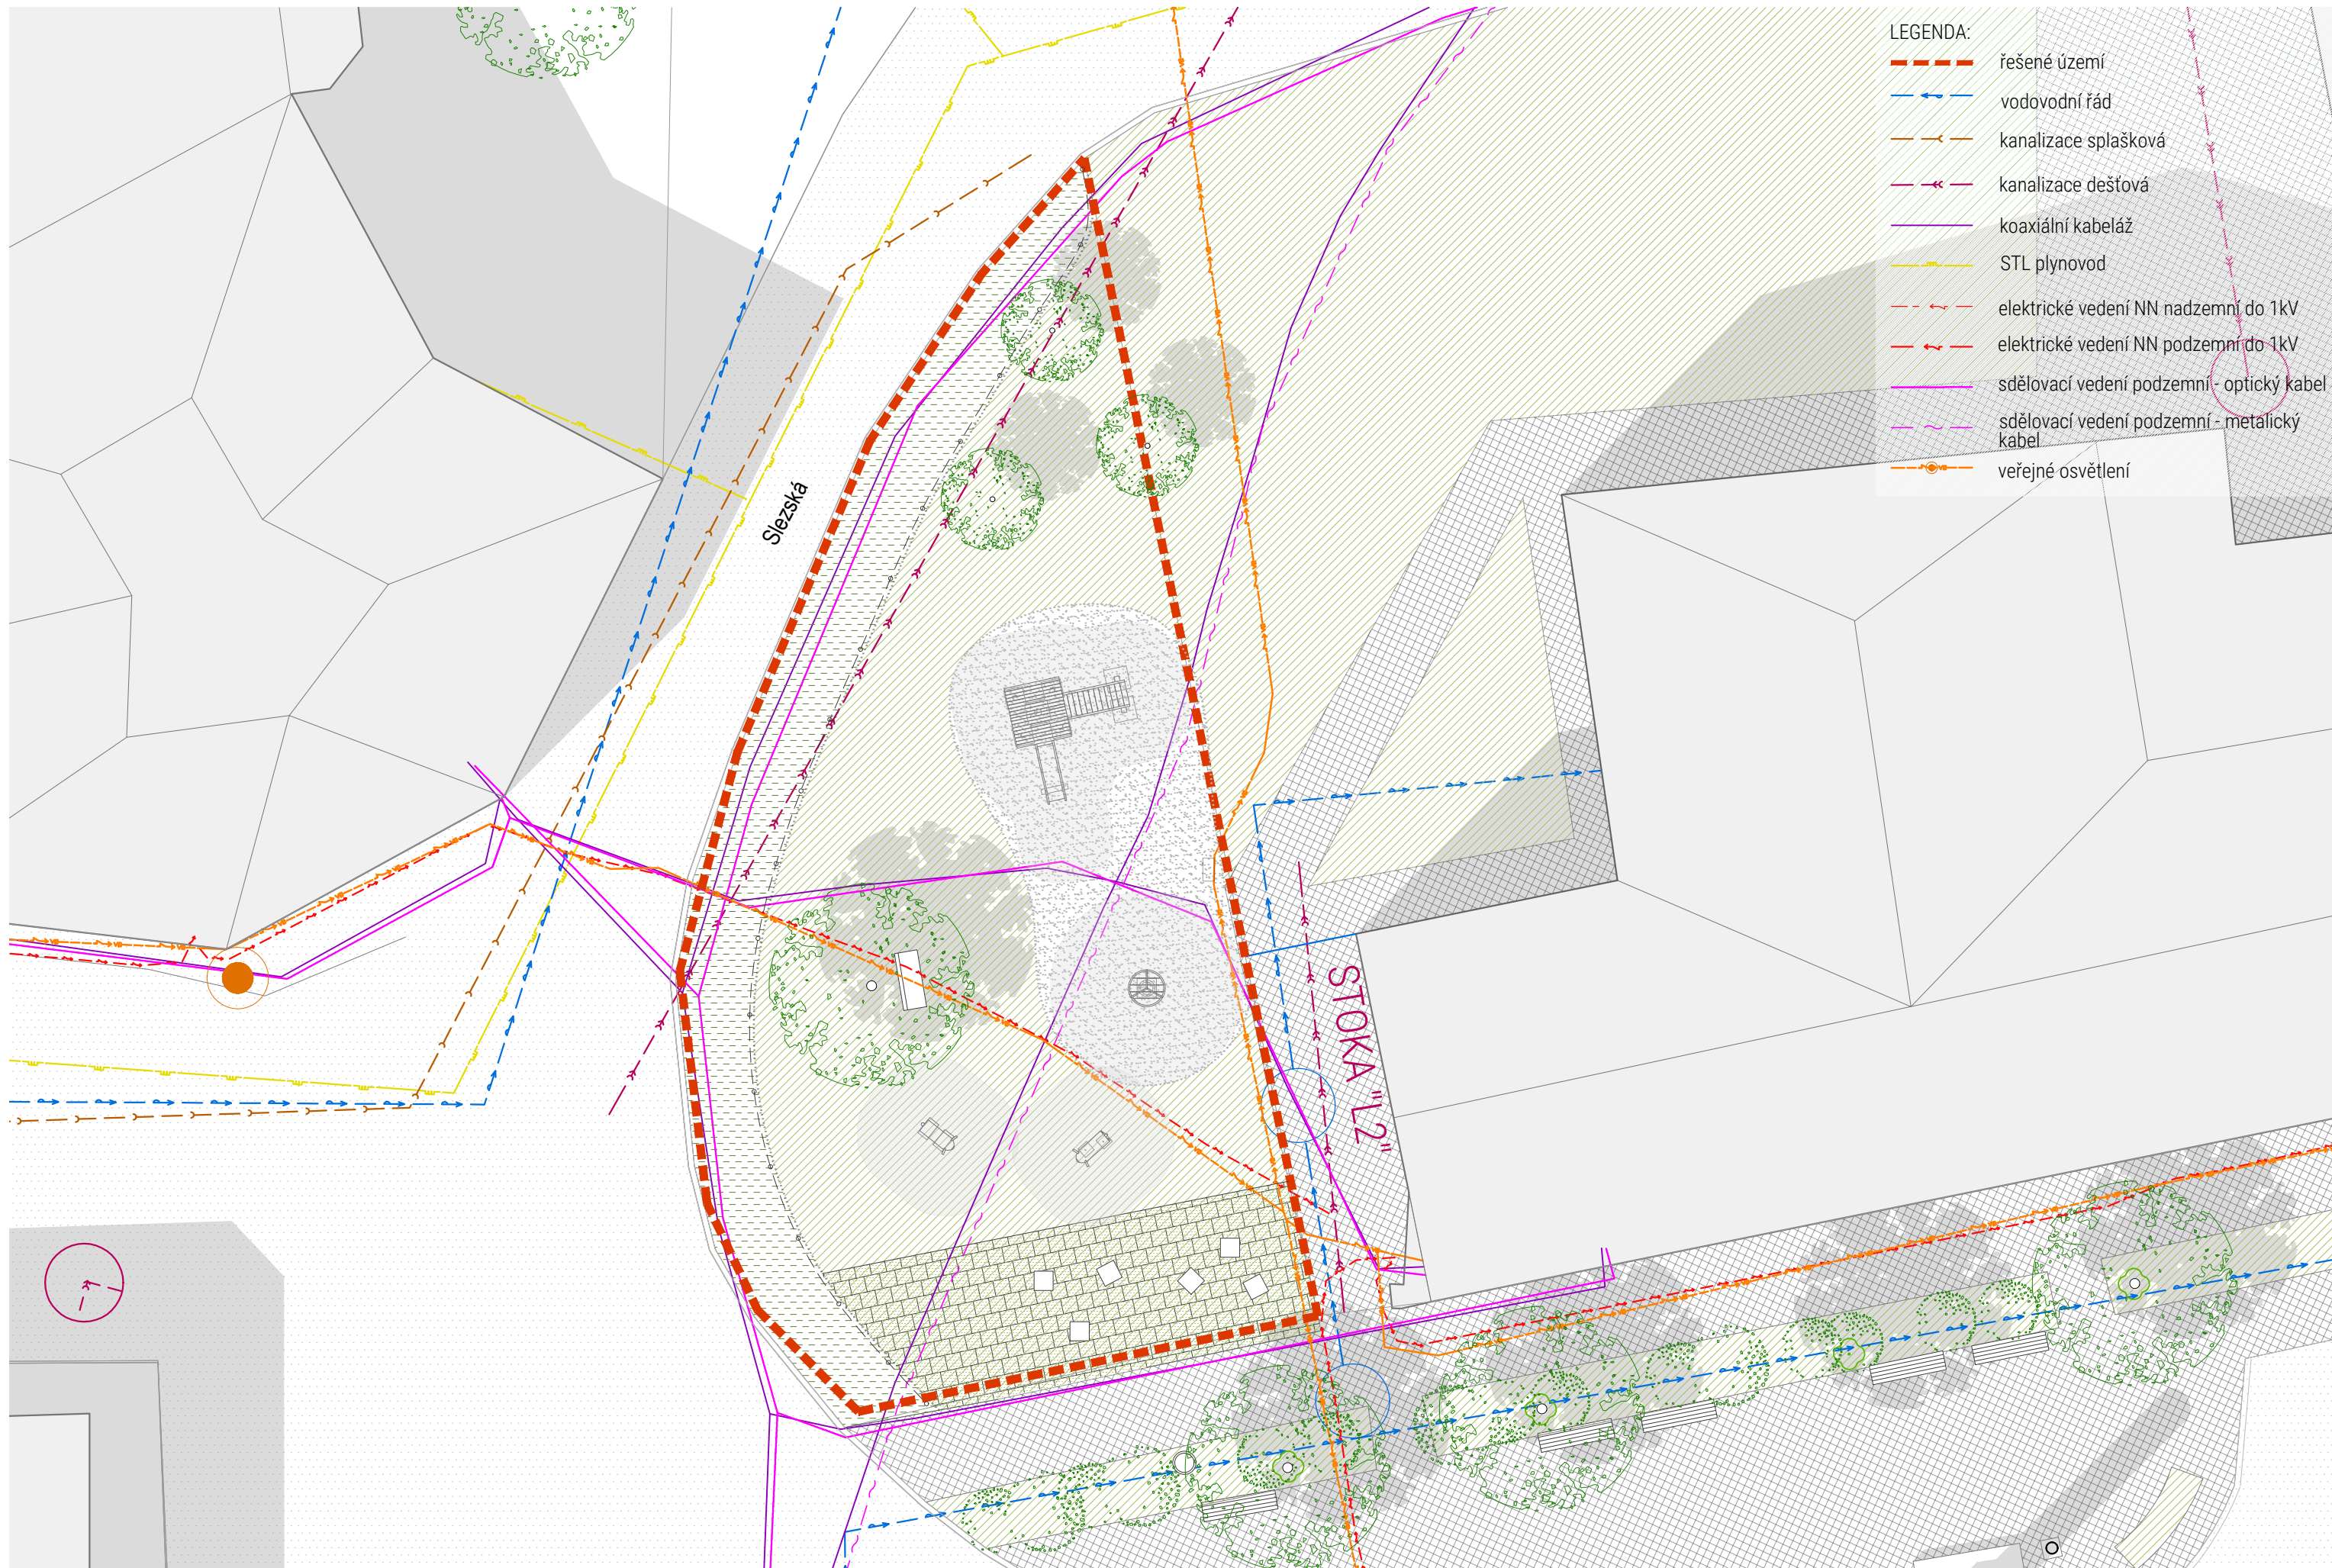 LEGENDA:
řešené území
vodovodní řád
kanalizace splašková
kanalizace dešťová
koaxiální kabeláž
STL plynovod
elektrické vedení NN nadzemní do 1kV
elektrické vedení NN podzemní do 1kV
sdělovací vedení podzemní - optický kabel
sdělovací vedení podzemní - metalický
kabel
veřejné osvětlení
Slezská
STOKA "L2"